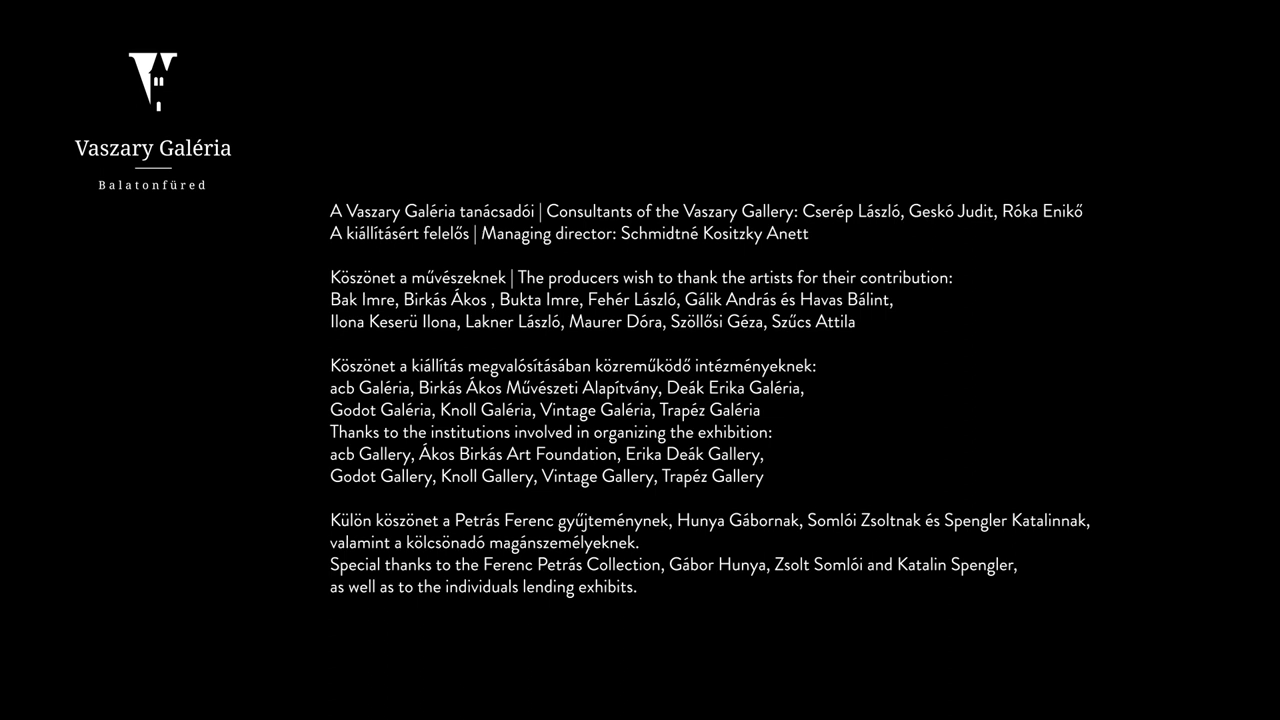 Vaszary Galéria
Balatonfüred
A Vaszary Galéria tanácsadói | Consultants of the Vaszary Gallery: Cserép László, Geskó Judit, Róka Enikő
A kiállításért felelős | Managing director: Schmidtné Kositzky Anett
Köszönet a művészeknek | The producers wish to thank the artists for their contribution:
Bak Imre, Birkás Ákos , Bukta Imre, Fehér László, Gálik András és Havas Bálint,
Ilona Keserü Ilona, Lakner László, Maurer Dóra, Szöllősi Géza, Szűcs Attila
Köszönet a kiállítás megvalósításában közreműködő intézményeknek:
acb Galéria, Birkás Ákos Művészeti Alapítvány, Deák Erika Galéria,
Godot Galéria, Knoll Galéria, Vintage Galéria, Trapéz Galéria
Thanks to the institutions involved in organizing the exhibition:
acb Gallery, Ákos Birkás Art Foundation, Erika Deák Gallery,
Godot Gallery, Knoll Gallery, Vintage Gallery, Trapéz Gallery
Külön köszönet a Petrás Ferenc gyűjteménynek, Hunya Gábornak, Somlói Zsoltnak és Spengler Katalinnak,
valamint a kölcsönadó magánszemélyeknek.
Special thanks to the Ferenc Petrás Collection, Gábor Hunya, Zsolt Somlói and Katalin Spengler,
as well as to the individuals lending exhibits.